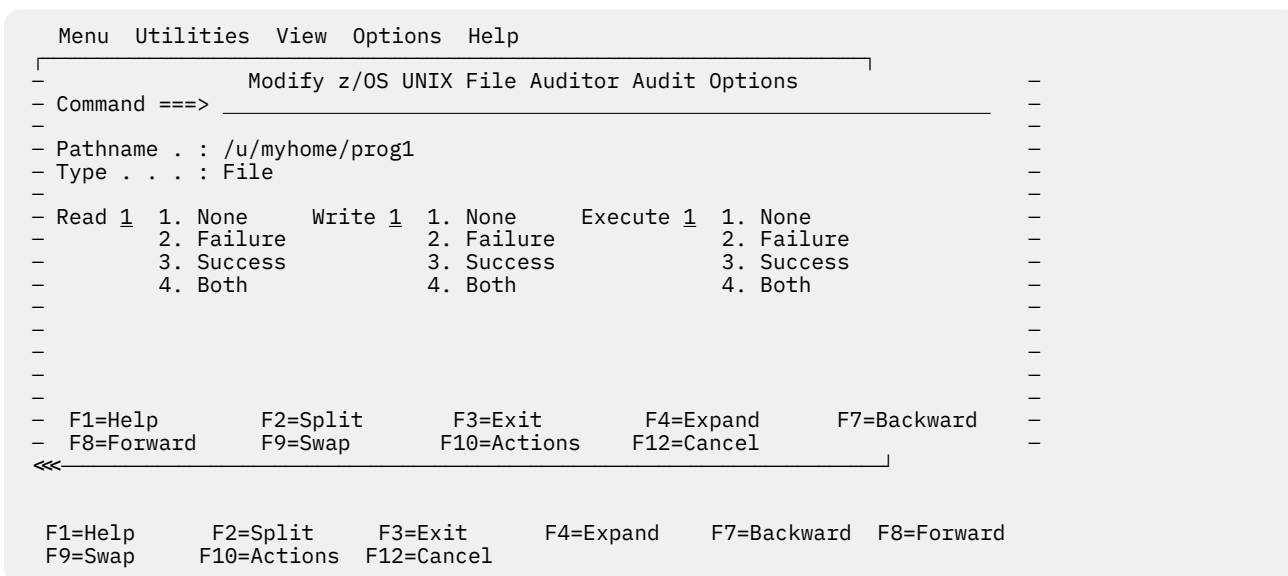 Menu Utilities View Options Help
Modify z/OS UNIX File Auditor Audit Options
Command ===>
Pathname . : /u/myhome/prog1
Type . . . : File
Read 1 1. None Write 1 1. None Execute 1 1. None
2. Failure 2. Failure 2. Failure
3. Success 3. Success 3. Success
4. Both 4. Both 4. Both
F1=Help F2=Split F3=Exit F4=Expand F7=Backward
F8=Forward F9=Swap F10=Actions F12=Cancel
<<<
F1=Help F2=Split F3=Exit F4=Expand F7=Backward F8=Forward
F9=Swap F10=Actions F12=Cancel